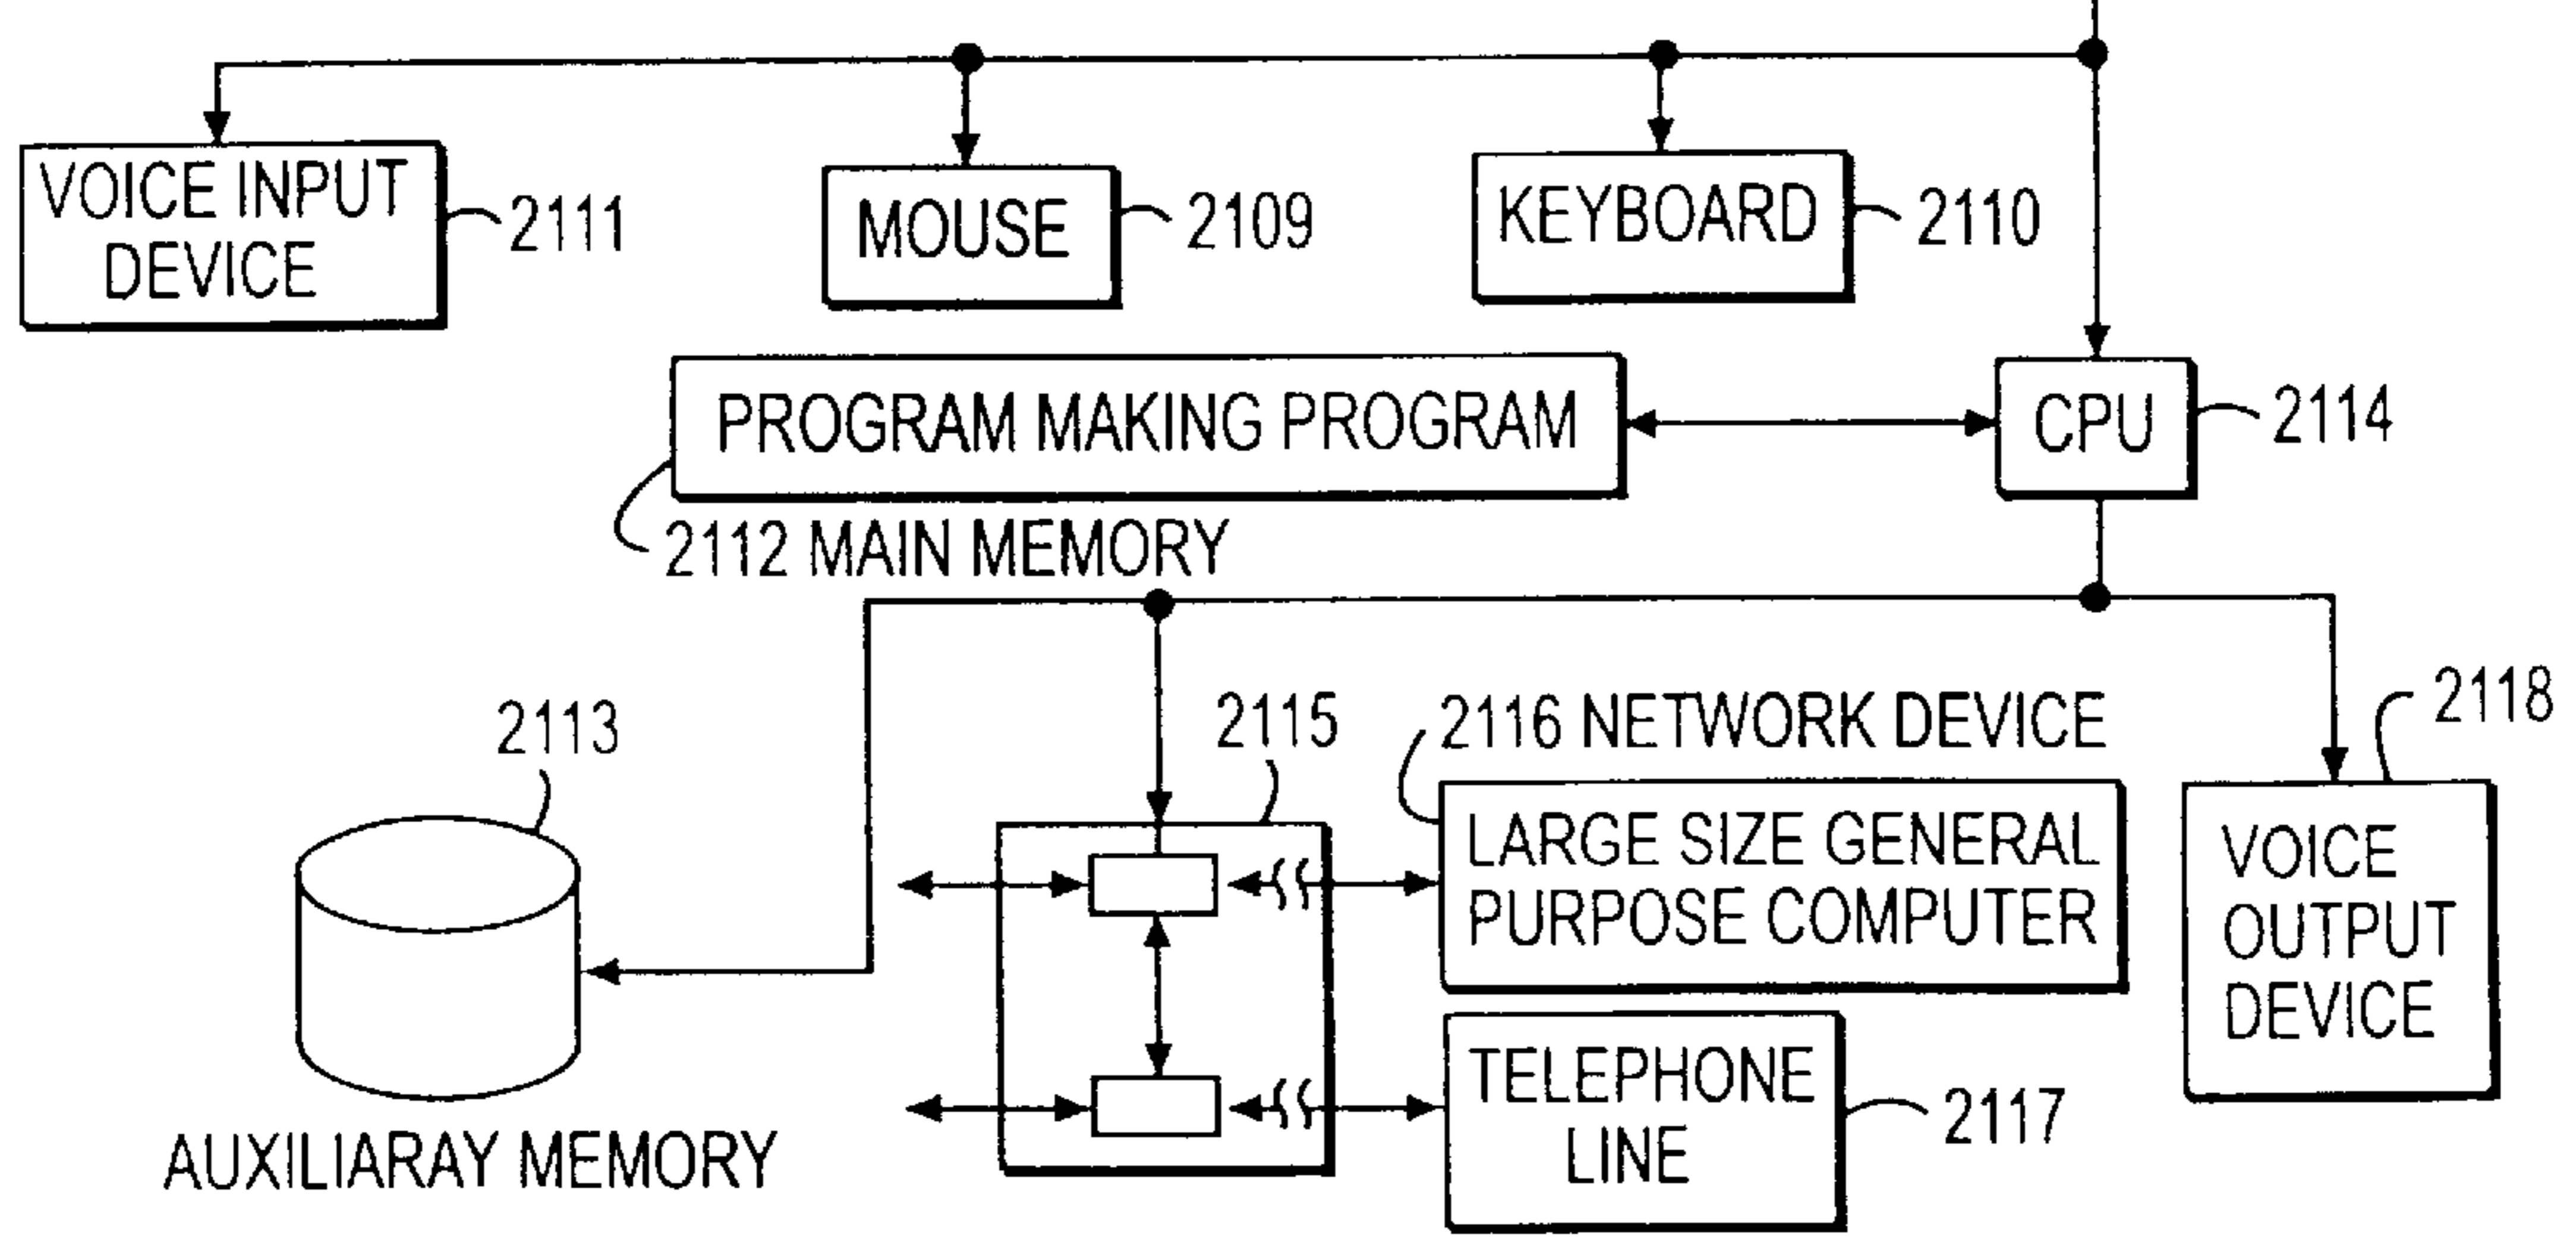 VOICE INPUT
DEVICE
2111
MOUSE
2109
KEYBOARD
2110
PROGRAM MAKING PROGRAM
CPU
2114
2112 MAIN MEMORY
2113
AUXILIARAY MEMORY
2115
2116 NETWORK DEVICE
LARGE SIZE GENERAL
PURPOSE COMPUTER
2118
VOICE
OUTPUT
DEVICE
TELEPHONE
LINE
2117